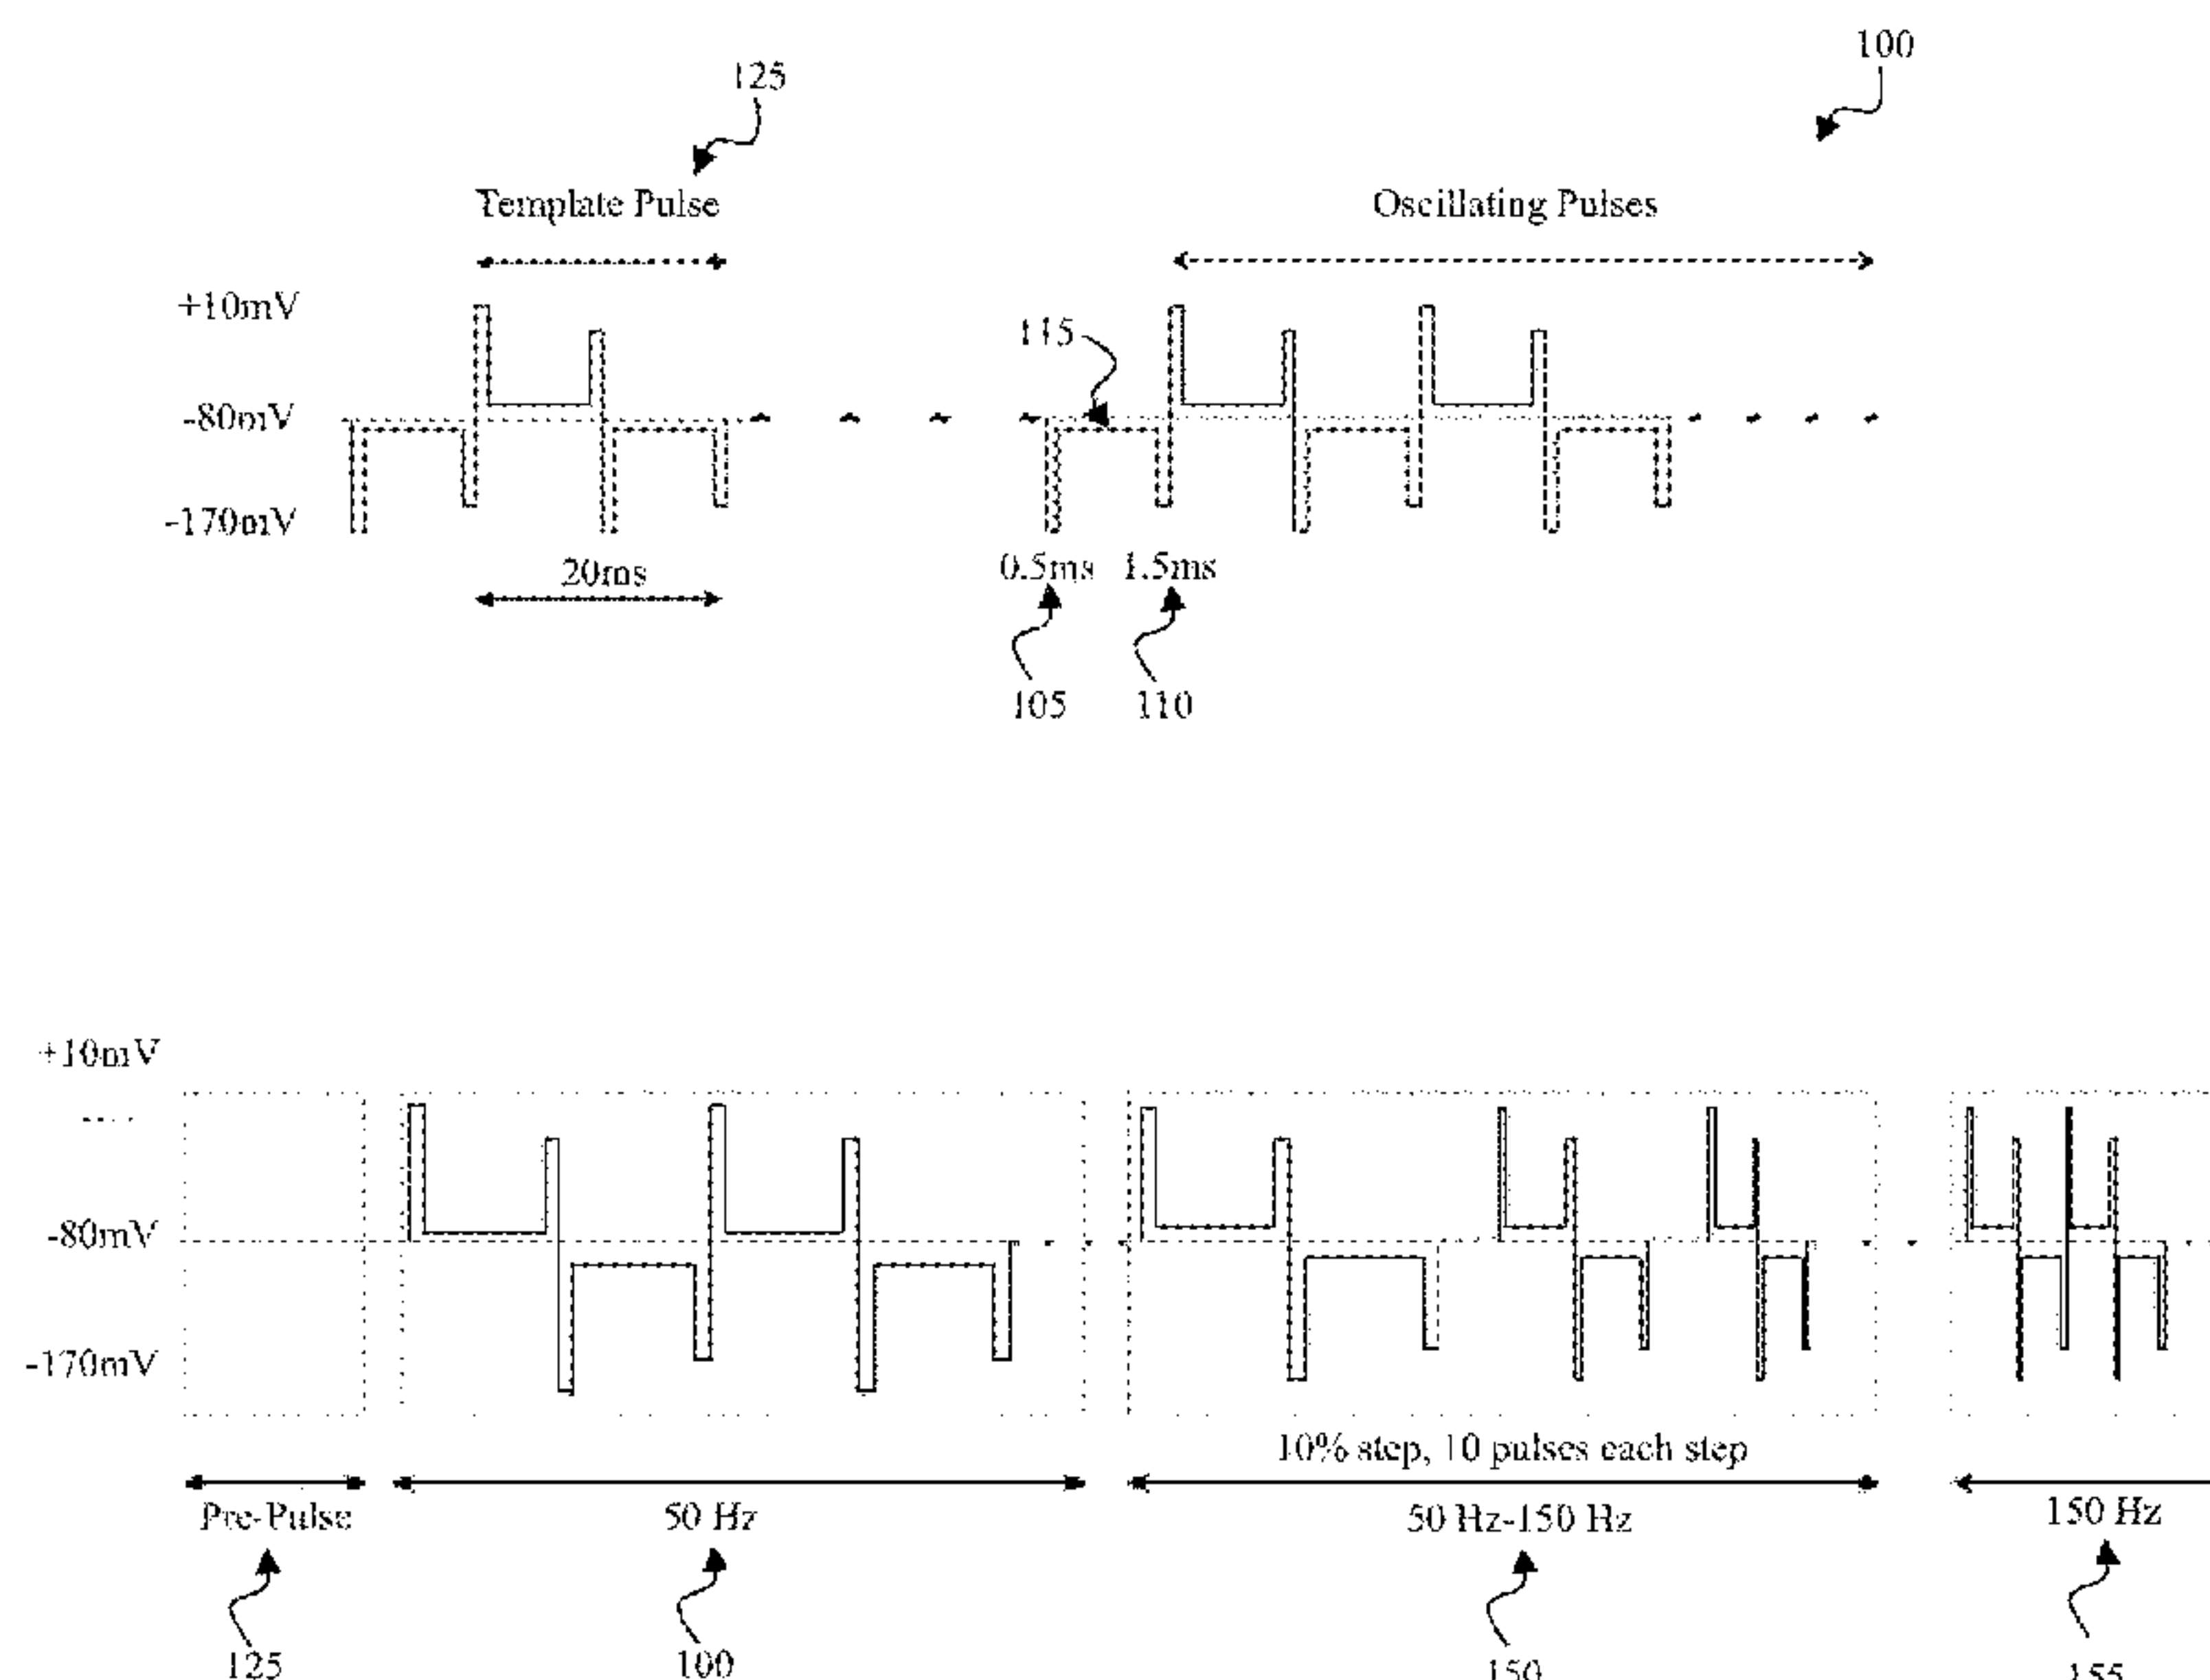 125
100
Template Pulse
Oscillating Pulses
+10mV
115
-80mV
-170mV
20ms
0.5ms 1.5ms
105 110
+10mV
-80mV
-170mV
10% step, 10 pulses each step
Pre-Pulse
50 Hz
50 Hz-150 Hz
150 Hz
125
100
150
155